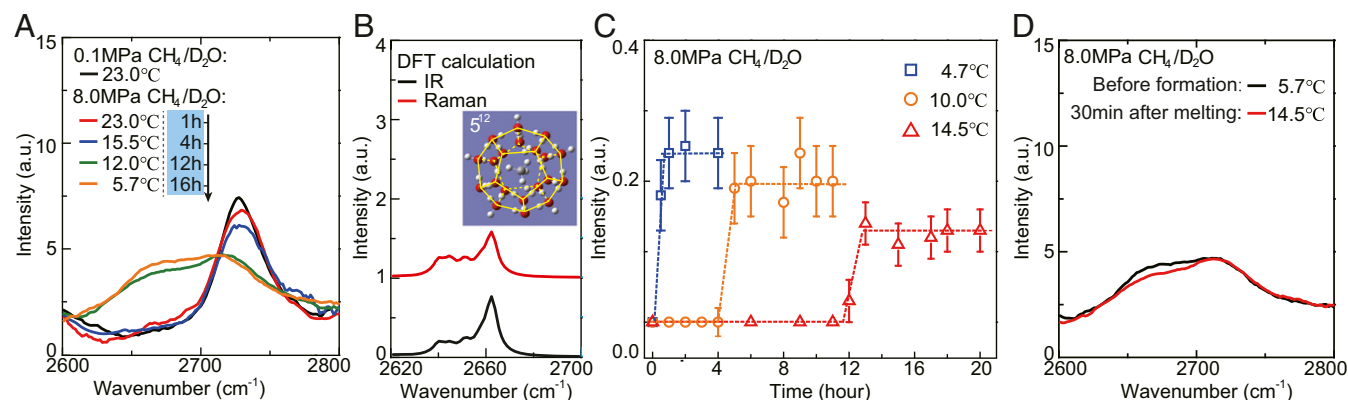 A
15
10
5
0
Intensity (a.u.)
0.1MPa CH₄/D₂O:
23.0℃
8.0MPa CH₄/D₂O:
23.0℃ 1h
15.5℃ 4h
12.0℃ 12h
5.7℃ 16h
2600 2700 2800
Wavenumber (cm⁻¹)
B
4
3
2
1
0
Intensity (a.u.)
DFT calculation
IR
Raman
5¹²
2620 2660 2700
Wavenumber (cm⁻¹)
C
0.4
0.2
0.0
Intensity (a.u.)
8.0MPa CH₄/D₂O
4.7℃
10.0℃
14.5℃
0 4 8 12 16 20
Time (hour)
D
15
10
5
0
Intensity (a.u.)
8.0MPa CH₄/D₂O
Before formation: 5.7℃
30min after melting: 14.5℃
2600 2700 2800
Wavenumber (cm⁻¹)